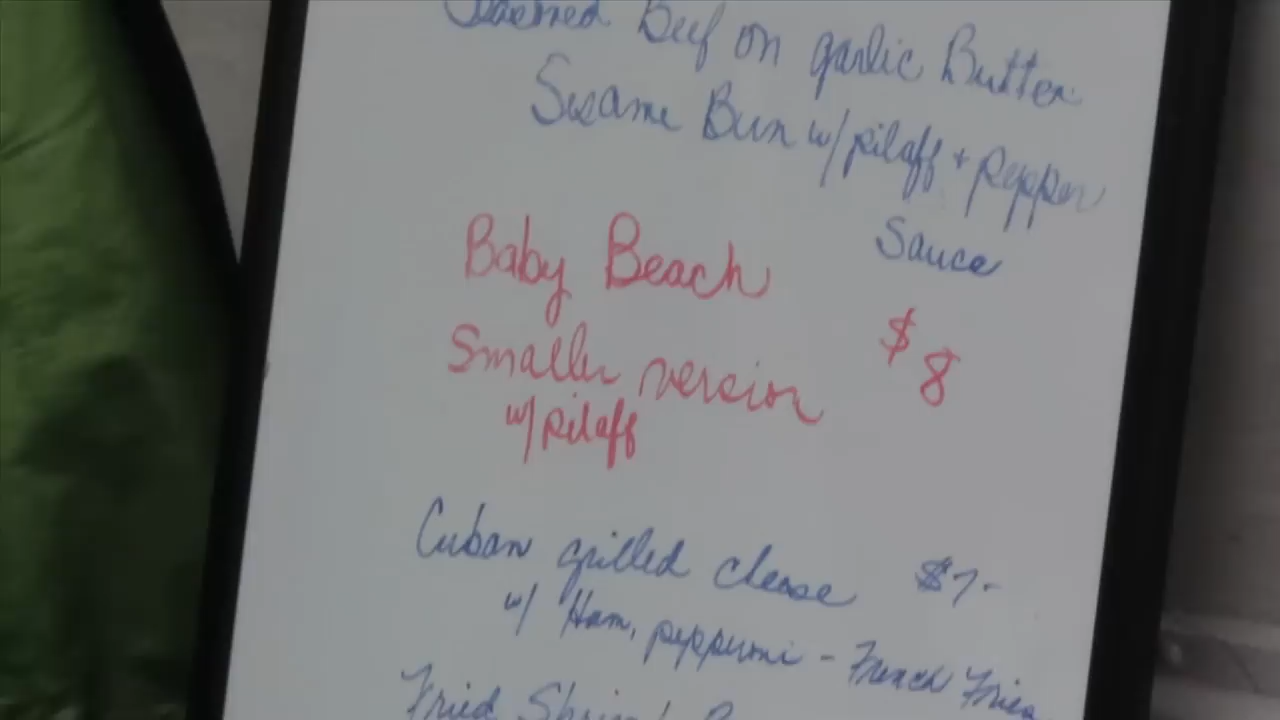 Beef on garlic Butter
Sesame Bun w/ pilaff + pepper
Sauce
Baby Beach
$8
Smaller version
w/ pilaff
Cuban grilled cheese $7-
w/ Ham, pepperoni - French Fries
Fried